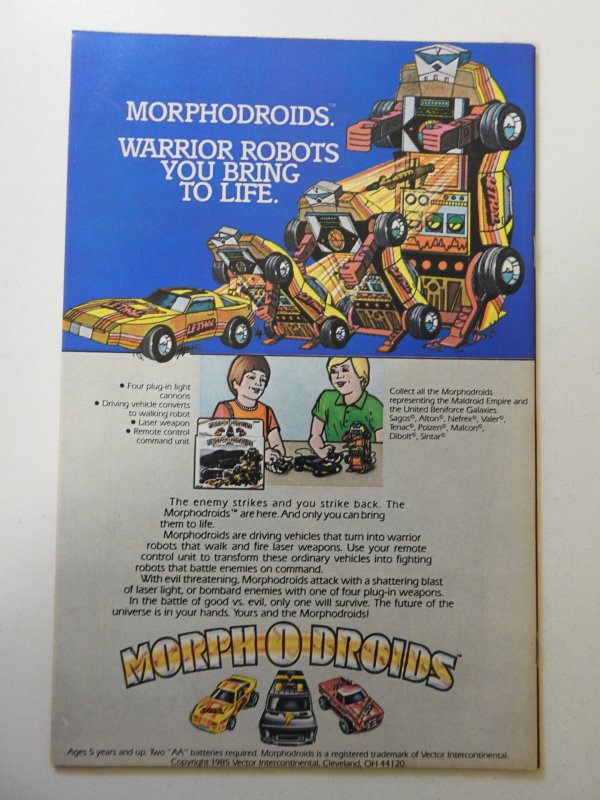 MORPHODROIDS.™
WARRIOR ROBOTS
YOU BRING
TO LIFE.
LETHAL
LETHAL
• Four plug-in light
cannons
• Driving vehicle converts
to walking robot
• Laser weapon
• Remote control
command unit
Collect all the Morphodroids
representing the Maldroid Empire and
the United Beniforce Galaxies.
Sagos©, Alton©, Nefrex©, Valer©,
Tenac©, Poizen©, Malcon©,
Dibolt©, Sintar©
The enemy strikes and you strike back. The
Morphodroids™ are here. And only you can bring
them to life.
Morphodroids are driving vehicles that turn into warrior
robots that walk and fire laser weapons. Use your remote
control unit to transform these ordinary vehicles into fighting
robots that battle enemies on command.
With evil threatening, Morphodroids attack with a shattering blast
of laser light, or bombard enemies with one of four plug-in weapons.
In the battle of good vs. evil, only one will survive. The future of the
universe is in your hands. Yours and the Morphodroids!
MORPH-O-DROIDS™
Ages 5 years and up. Two "AA" batteries required. Morphodroids is a registered trademark of Vector Intercontinental.
Copyright 1985 Vector Intercontinental, Cleveland, OH 44120.